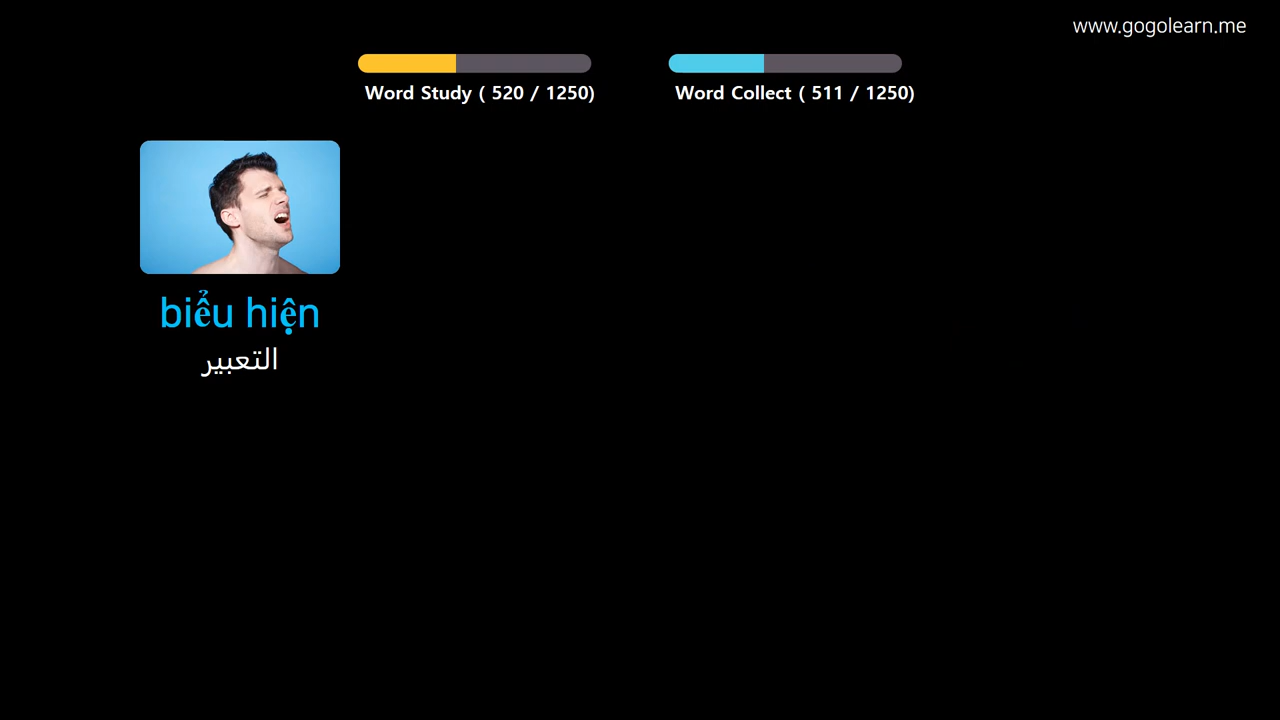 www.gogolearn.me
Word Study ( 520 / 1250)
Word Collect ( 511 / 1250)
biểu hiện
التعبير